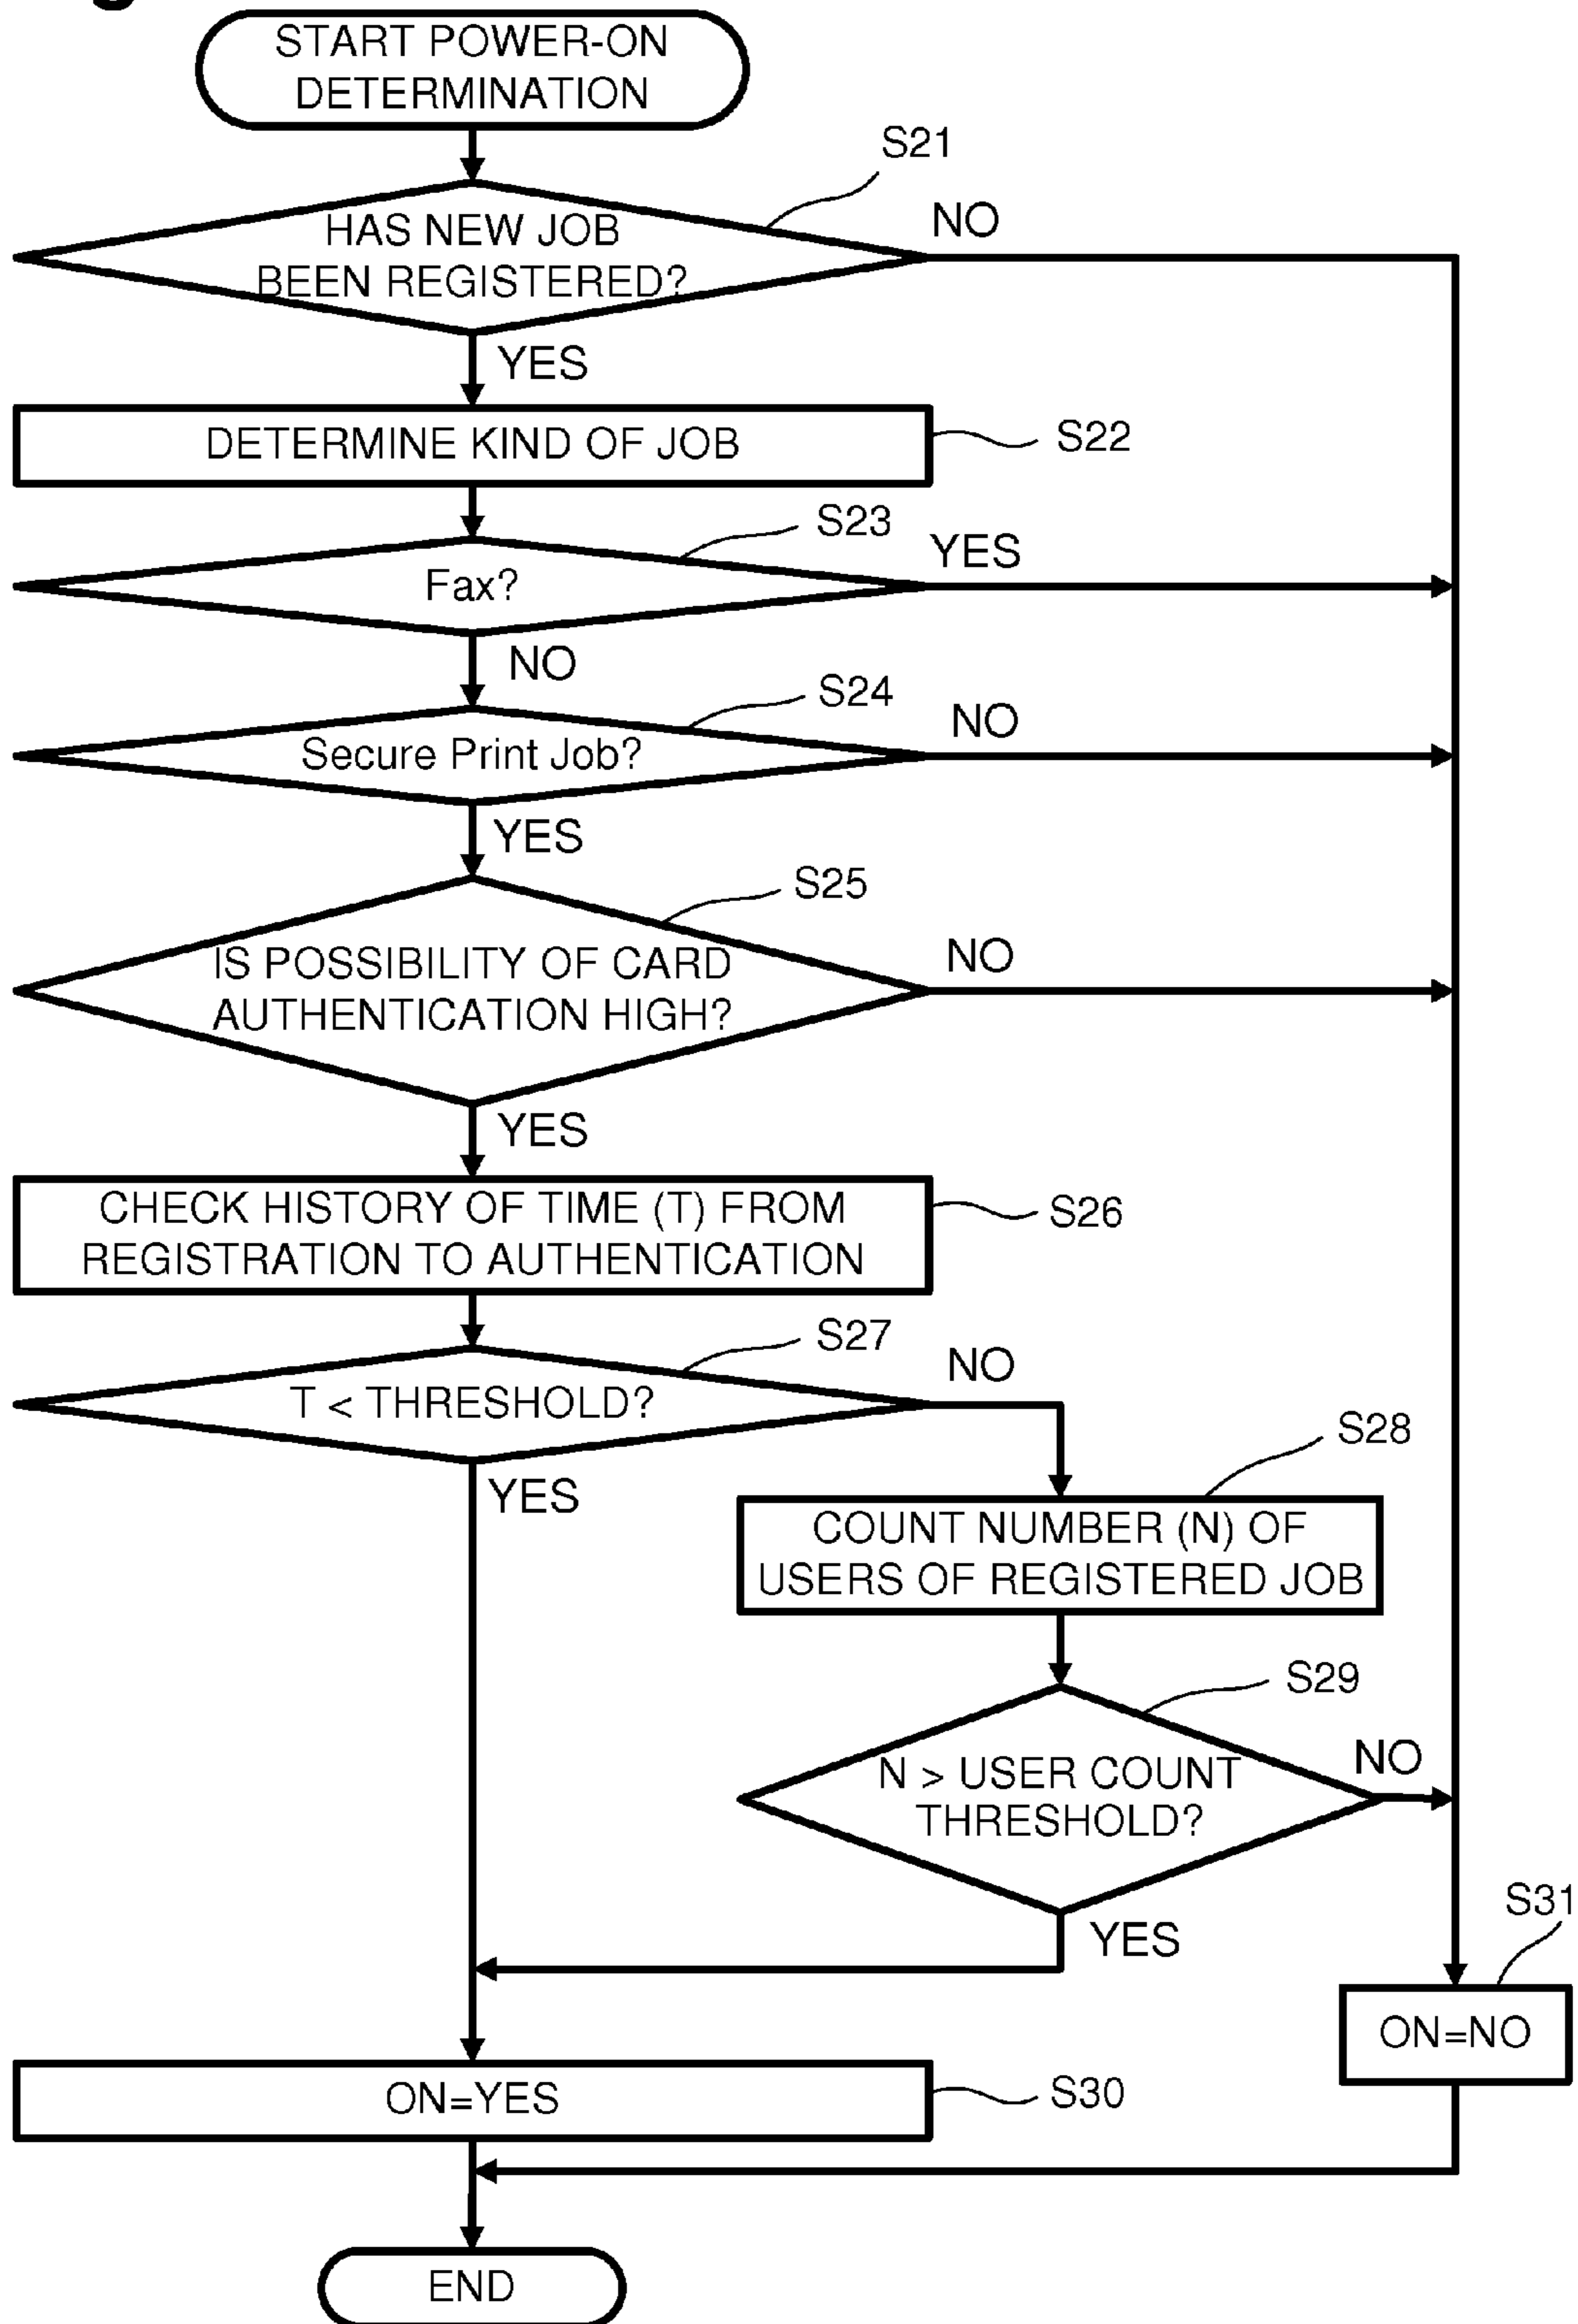 START POWER-ON
DETERMINATION
S21
HAS NEW JOB
BEEN REGISTERED?
NO
YES
DETERMINE KIND OF JOB
S22
S23
Fax?
YES
NO
S24
Secure Print Job?
NO
YES
S25
IS POSSIBILITY OF CARD
AUTHENTICATION HIGH?
NO
YES
CHECK HISTORY OF TIME (T) FROM
REGISTRATION TO AUTHENTICATION
S26
S27
T < THRESHOLD?
NO
YES
S28
COUNT NUMBER (N) OF
USERS OF REGISTERED JOB
S29
N > USER COUNT
THRESHOLD?
NO
YES
S31
ON=NO
ON=YES
S30
END